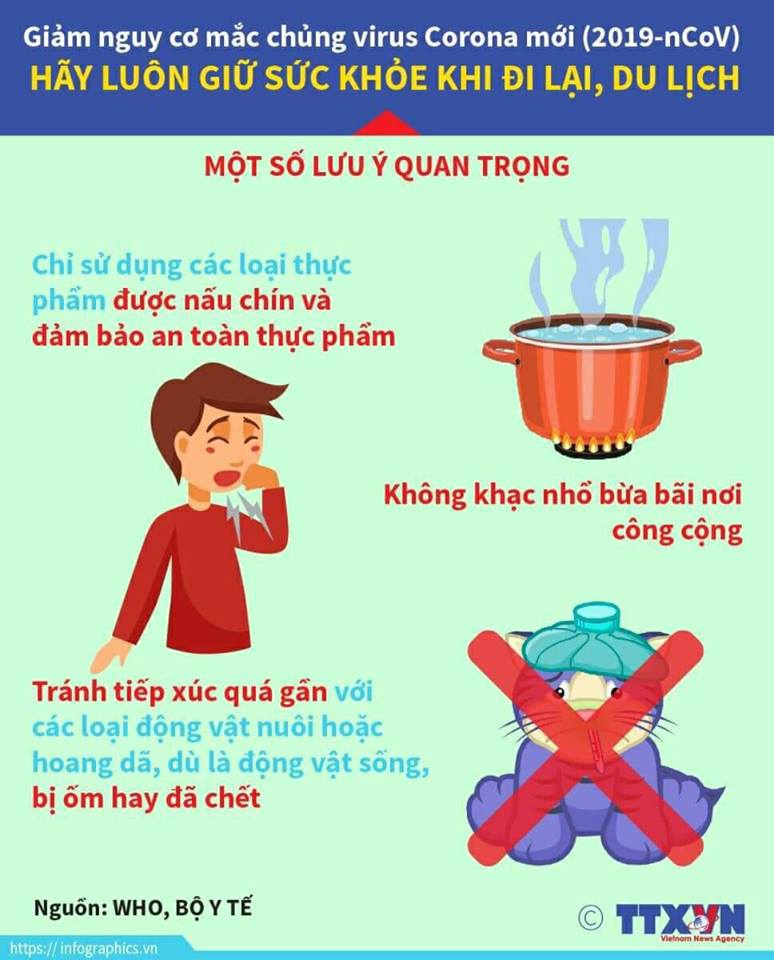 Giảm nguy cơ mắc chủng virus Corona mới (2019-nCoV)
HÃY LUÔN GIỮ SỨC KHỎE KHI ĐI LẠI, DU LỊCH
MỘT SỐ LƯU Ý QUAN TRỌNG
Chỉ sử dụng các loại thực
phẩm được nấu chín và
đảm bảo an toàn thực phẩm
Không khạc nhổ bừa bãi nơi
công cộng
Tránh tiếp xúc quá gần với
các loại động vật nuôi hoặc
hoang dã, dù là động vật sống,
bị ốm hay đã chết
Nguồn: WHO, BỘ Y TẾ
© TTXVN
Vietnam News Agency
https:// infographics.vn